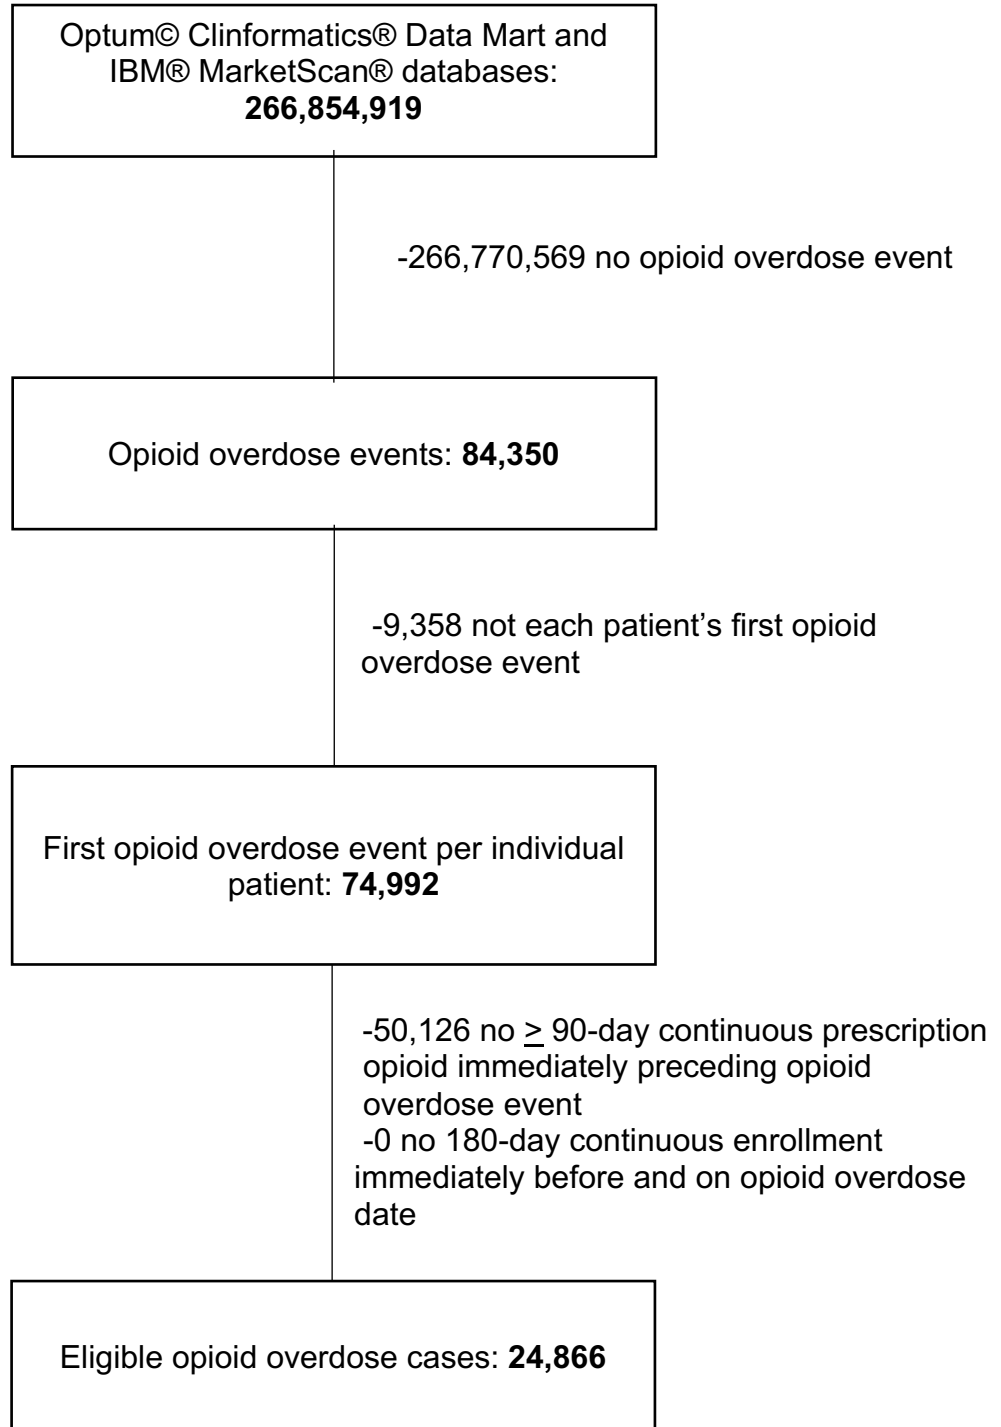 Optum© Clinformatics® Data Mart and
IBM® MarketScan® databases:
266,854,919
-266,770,569 no opioid overdose event
Opioid overdose events: 84,350
-9,358 not each patient’s first opioid
overdose event
First opioid overdose event per individual
patient: 74,992
-50,126 no ≥ 90-day continuous prescription
opioid immediately preceding opioid
overdose event
-0 no 180-day continuous enrollment
immediately before and on opioid overdose
date
Eligible opioid overdose cases: 24,866